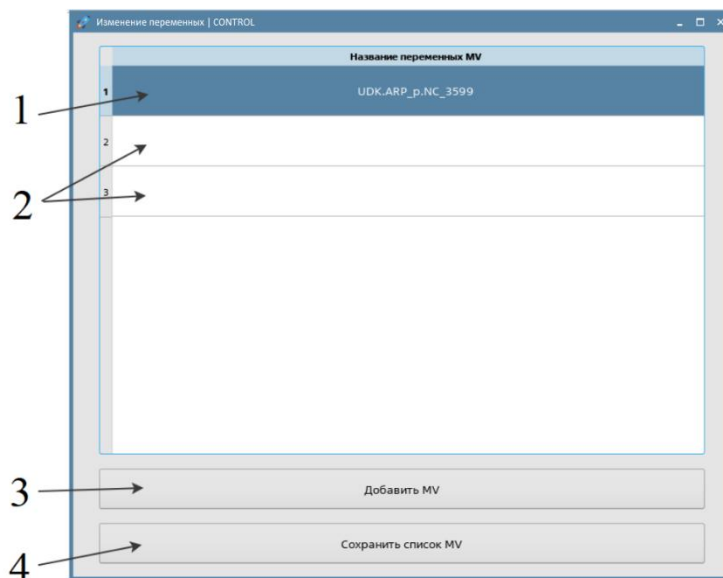 Изменение переменных | CONTROL
Название переменных MV
1 UDK.ARP_p.NC_3599
1
2
2
3
3 Добавить MV
4 Сохранить список MV